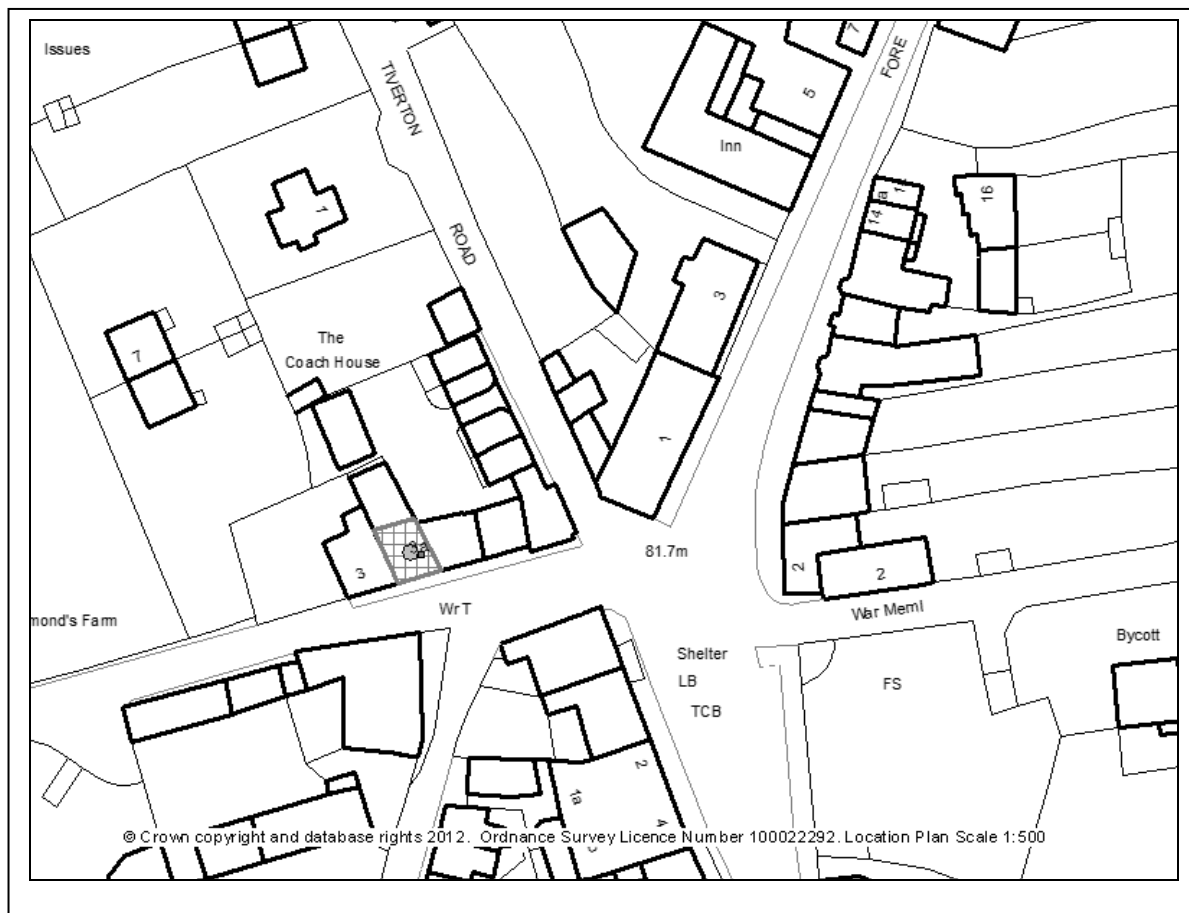 Issues
TIVERTON
ROAD
FORE
7
5
Inn
1
a
14
16
1
The
Coach House
7
3
1
3
81.7m
2
2
War Meml
WrT
mond's Farm
Shelter
LB
TCB
FS
Bycott
2
1a
4
© Crown copyright and database rights 2012. Ordnance Survey Licence Number 100022292. Location Plan Scale 1:500